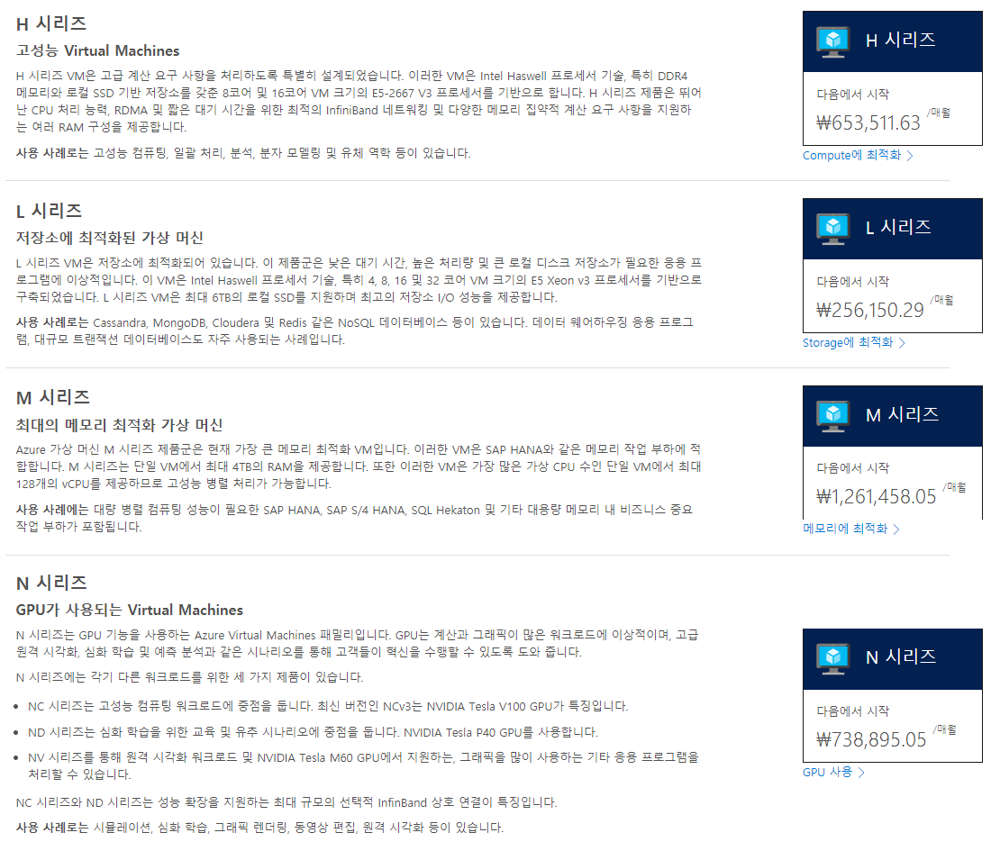 H 시리즈
고성능 Virtual Machines
H 시리즈 VM은 고급 계산 요구 사항을 처리하도록 특별히 설계되었습니다. 이러한 VM은 Intel Haswell 프로세서 기술, 특히 DDR4
메모리와 로컬 SSD 기반 저장소를 갖춘 8코어 및 16코어 VM 크기의 E5-2667 V3 프로세서를 기반으로 합니다. H 시리즈 제품은 뛰어
난 CPU 처리 능력, RDMA 및 짧은 대기 시간을 위한 최적의 InfiniBand 네트워킹 및 다양한 메모리 집약적 계산 요구 사항을 지원하
는 여러 RAM 구성을 제공합니다.
사용 사례로는 고성능 컴퓨팅, 일괄 처리, 분석, 분자 모델링 및 유체 역학 등이 있습니다.
H 시리즈
다음에서 시작
₩653,511.63 /매월
Compute에 최적화 >
L 시리즈
저장소에 최적화된 가상 머신
L 시리즈 VM은 저장소에 최적화되어 있습니다. 이 제품군은 낮은 대기 시간, 높은 처리량 및 큰 로컬 디스크 저장소가 필요한 응용 프
로그램에 이상적입니다. 이 VM은 Intel Haswell 프로세서 기술, 특히 4, 8, 16 및 32 코어 VM 크기의 E5 Xeon v3 프로세서를 기반으로
구축되었습니다. L 시리즈 VM은 최대 6TB의 로컬 SSD를 지원하며 최고의 저장소 I/O 성능을 제공합니다.
사용 사례로는 Cassandra, MongoDB, Cloudera 및 Redis 같은 NoSQL 데이터베이스 등이 있습니다. 데이터 웨어하우징 응용 프로그
램, 대규모 트랜잭션 데이터베이스도 자주 사용되는 사례입니다.
L 시리즈
다음에서 시작
₩256,150.29 /매월
Storage에 최적화 >
M 시리즈
최대의 메모리 최적화 가상 머신
Azure 가상 머신 M 시리즈 제품군은 현재 가장 큰 메모리 최적화 VM입니다. 이러한 VM은 SAP HANA와 같은 메모리 작업 부하에 적
합합니다. M 시리즈는 단일 VM에서 최대 4TB의 RAM을 제공합니다. 또한 이러한 VM은 가장 많은 가상 CPU 수인 단일 VM에서 최대
128개의 vCPU를 제공하므로 고성능 병렬 처리가 가능합니다.
사용 사례에는 대량 병렬 컴퓨팅 성능이 필요한 SAP HANA, SAP S/4 HANA, SQL Hekaton 및 기타 대용량 메모리 내 비즈니스 중요
작업 부하가 포함됩니다.
M 시리즈
다음에서 시작
₩1,261,458.05 /매월
메모리에 최적화 >
N 시리즈
GPU가 사용되는 Virtual Machines
N 시리즈는 GPU 기능을 사용하는 Azure Virtual Machines 패밀리입니다. GPU는 계산과 그래픽이 많은 워크로드에 이상적이며, 고급
원격 시각화, 심화 학습 및 예측 분석과 같은 시나리오를 통해 고객들이 혁신을 수행할 수 있도록 도와 줍니다.
N 시리즈에는 각기 다른 워크로드를 위한 세 가지 제품이 있습니다.
• NC 시리즈는 고성능 컴퓨팅 워크로드에 중점을 둡니다. 최신 버전인 NCv3는 NVIDIA Tesla V100 GPU가 특징입니다.
• ND 시리즈는 심화 학습을 위한 교육 및 유추 시나리오에 중점을 둡니다. NVIDIA Tesla P40 GPU를 사용합니다.
• NV 시리즈를 통해 원격 시각화 워크로드 및 NVIDIA Tesla M60 GPU에서 지원하는, 그래픽을 많이 사용하는 기타 응용 프로그램을
처리할 수 있습니다.
NC 시리즈와 ND 시리즈는 성능 확장을 지원하는 최대 규모의 선택적 InfinBand 상호 연결이 특징입니다.
사용 사례로는 시뮬레이션, 심화 학습, 그래픽 렌더링, 동영상 편집, 원격 시각화 등이 있습니다.
N 시리즈
다음에서 시작
₩738,895.05 /매월
GPU 사용 >